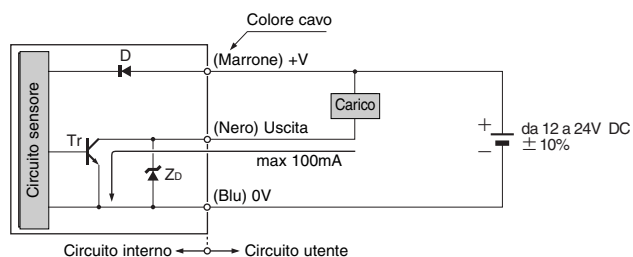 Colore cavo
D
(Marrone) +V
Circuito sensore
Carico
(Nero) Uscita
Tr
+
da 12 a 24V DC
± 10%
−
max 100mA
ZD
(Blu) 0V
Circuito interno
Circuito utente